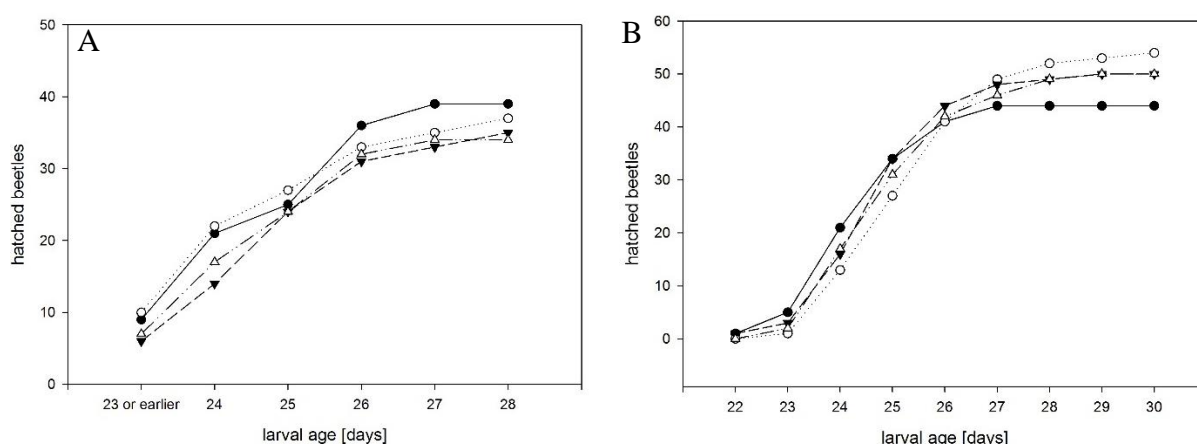 A
hatched beetles
50
40
30
20
10
0
23 or earlier 24 25 26 27 28
larval age [days]
B
hatched beetles
60
50
40
30
20
10
0
22 23 24 25 26 27 28 29 30
larval age [days]